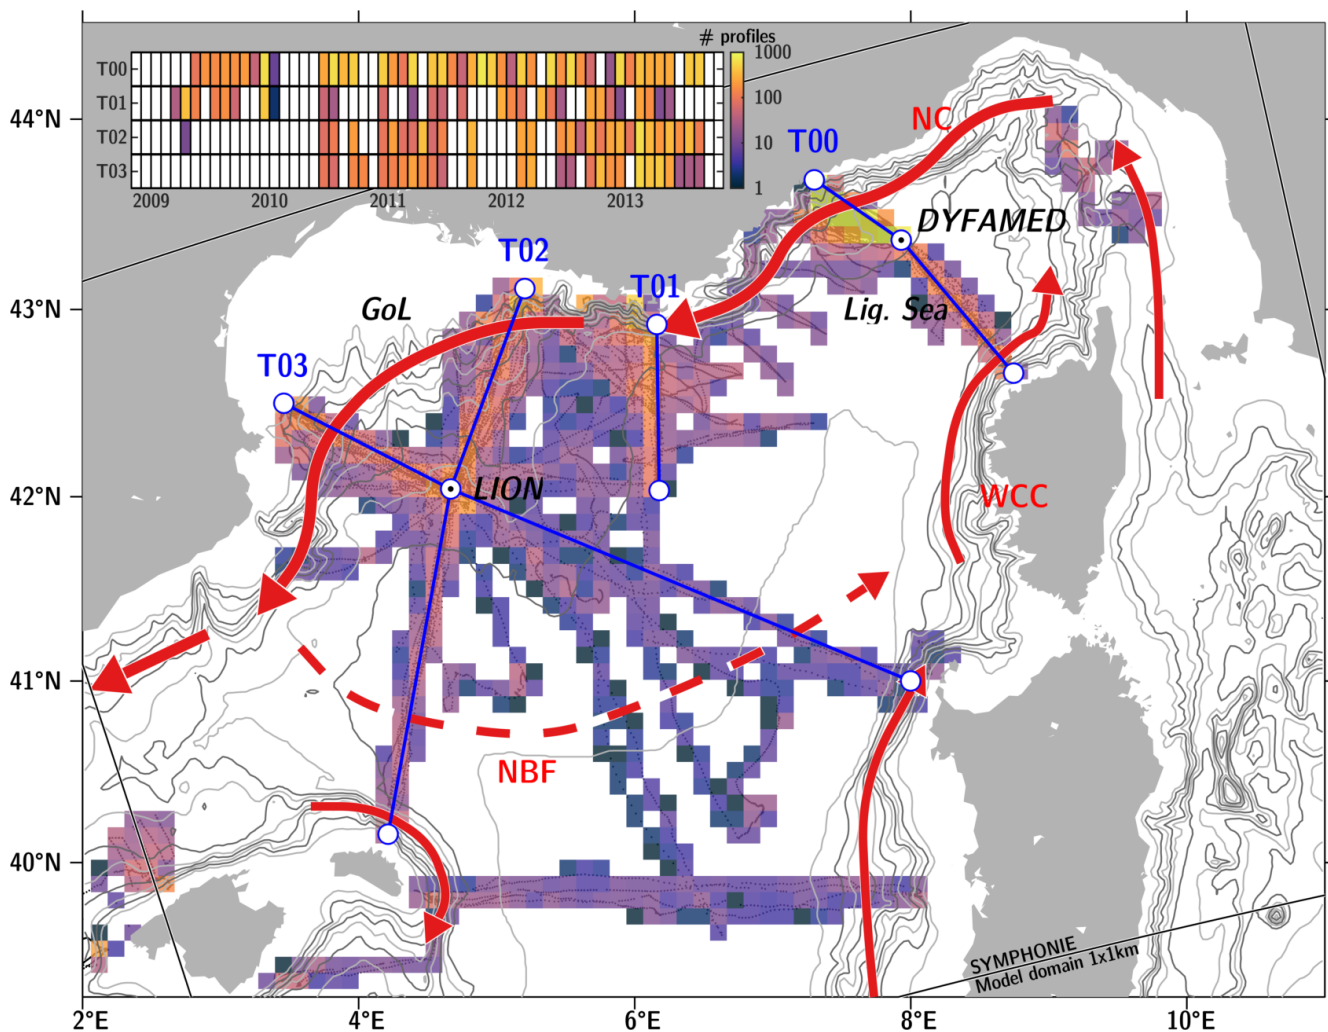 # profiles
1000
100
10
1
T00
T01
T02
T03
2009 2010 2011 2012 2013
44°N
43°N
42°N
41°N
40°N
NC
T00
DYFAMED
T02
T01
GoL
Lig. Sea
T03
LION
WCC
NBF
SYMPHONIE
Model domain 1x1km
2°E 4°E 6°E 8°E 10°E